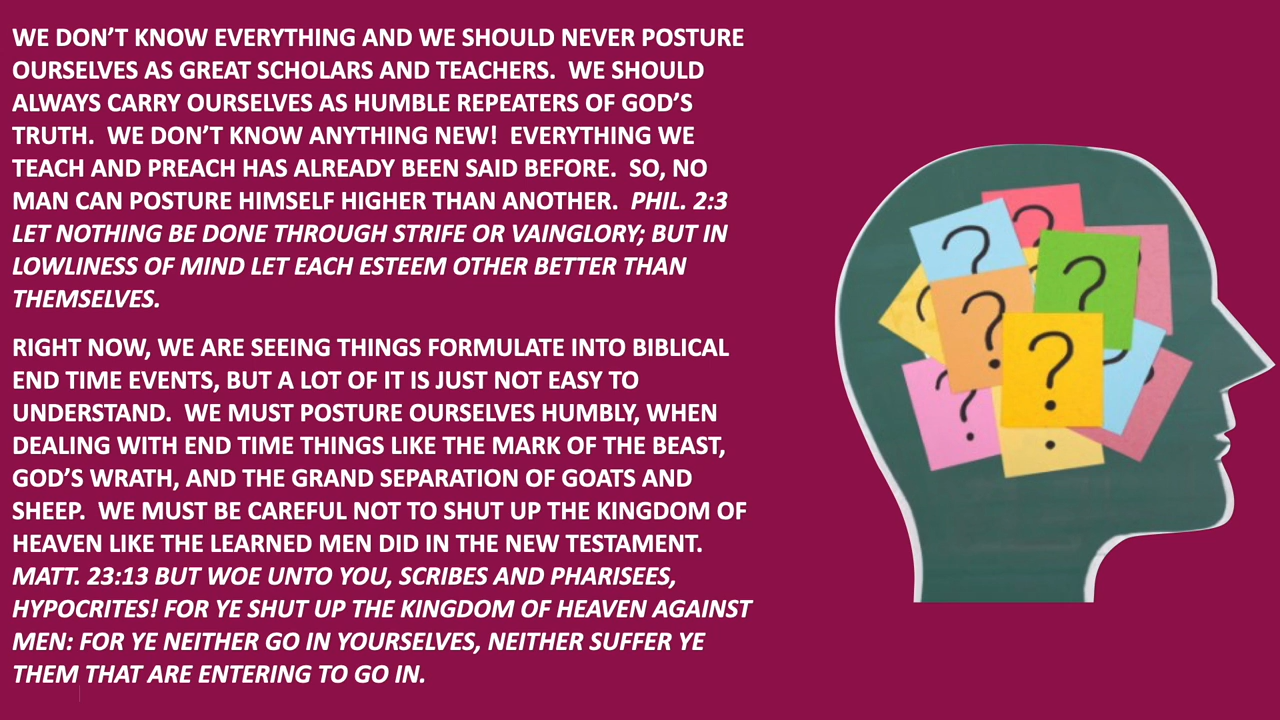 WE DON'T KNOW EVERYTHING AND WE SHOULD NEVER POSTURE
OURSELVES AS GREAT SCHOLARS AND TEACHERS.  WE SHOULD
ALWAYS CARRY OURSELVES AS HUMBLE REPEATERS OF GOD'S
TRUTH.  WE DON'T KNOW ANYTHING NEW!  EVERYTHING WE
TEACH AND PREACH HAS ALREADY BEEN SAID BEFORE.  SO, NO
MAN CAN POSTURE HIMSELF HIGHER THAN ANOTHER.  PHIL. 2:3
LET NOTHING BE DONE THROUGH STRIFE OR VAINGLORY; BUT IN
LOWLINESS OF MIND LET EACH ESTEEM OTHER BETTER THAN
THEMSELVES.
RIGHT NOW, WE ARE SEEING THINGS FORMULATE INTO BIBLICAL
END TIME EVENTS, BUT A LOT OF IT IS JUST NOT EASY TO
UNDERSTAND.  WE MUST POSTURE OURSELVES HUMBLY, WHEN
DEALING WITH END TIME THINGS LIKE THE MARK OF THE BEAST,
GOD'S WRATH, AND THE GRAND SEPARATION OF GOATS AND
SHEEP.  WE MUST BE CAREFUL NOT TO SHUT UP THE KINGDOM OF
HEAVEN LIKE THE LEARNED MEN DID IN THE NEW TESTAMENT.
MATT. 23:13 BUT WOE UNTO YOU, SCRIBES AND PHARISEES,
HYPOCRITES! FOR YE SHUT UP THE KINGDOM OF HEAVEN AGAINST
MEN: FOR YE NEITHER GO IN YOURSELVES, NEITHER SUFFER YE
THEM THAT ARE ENTERING TO GO IN.
?
?
?
?
?
?
?